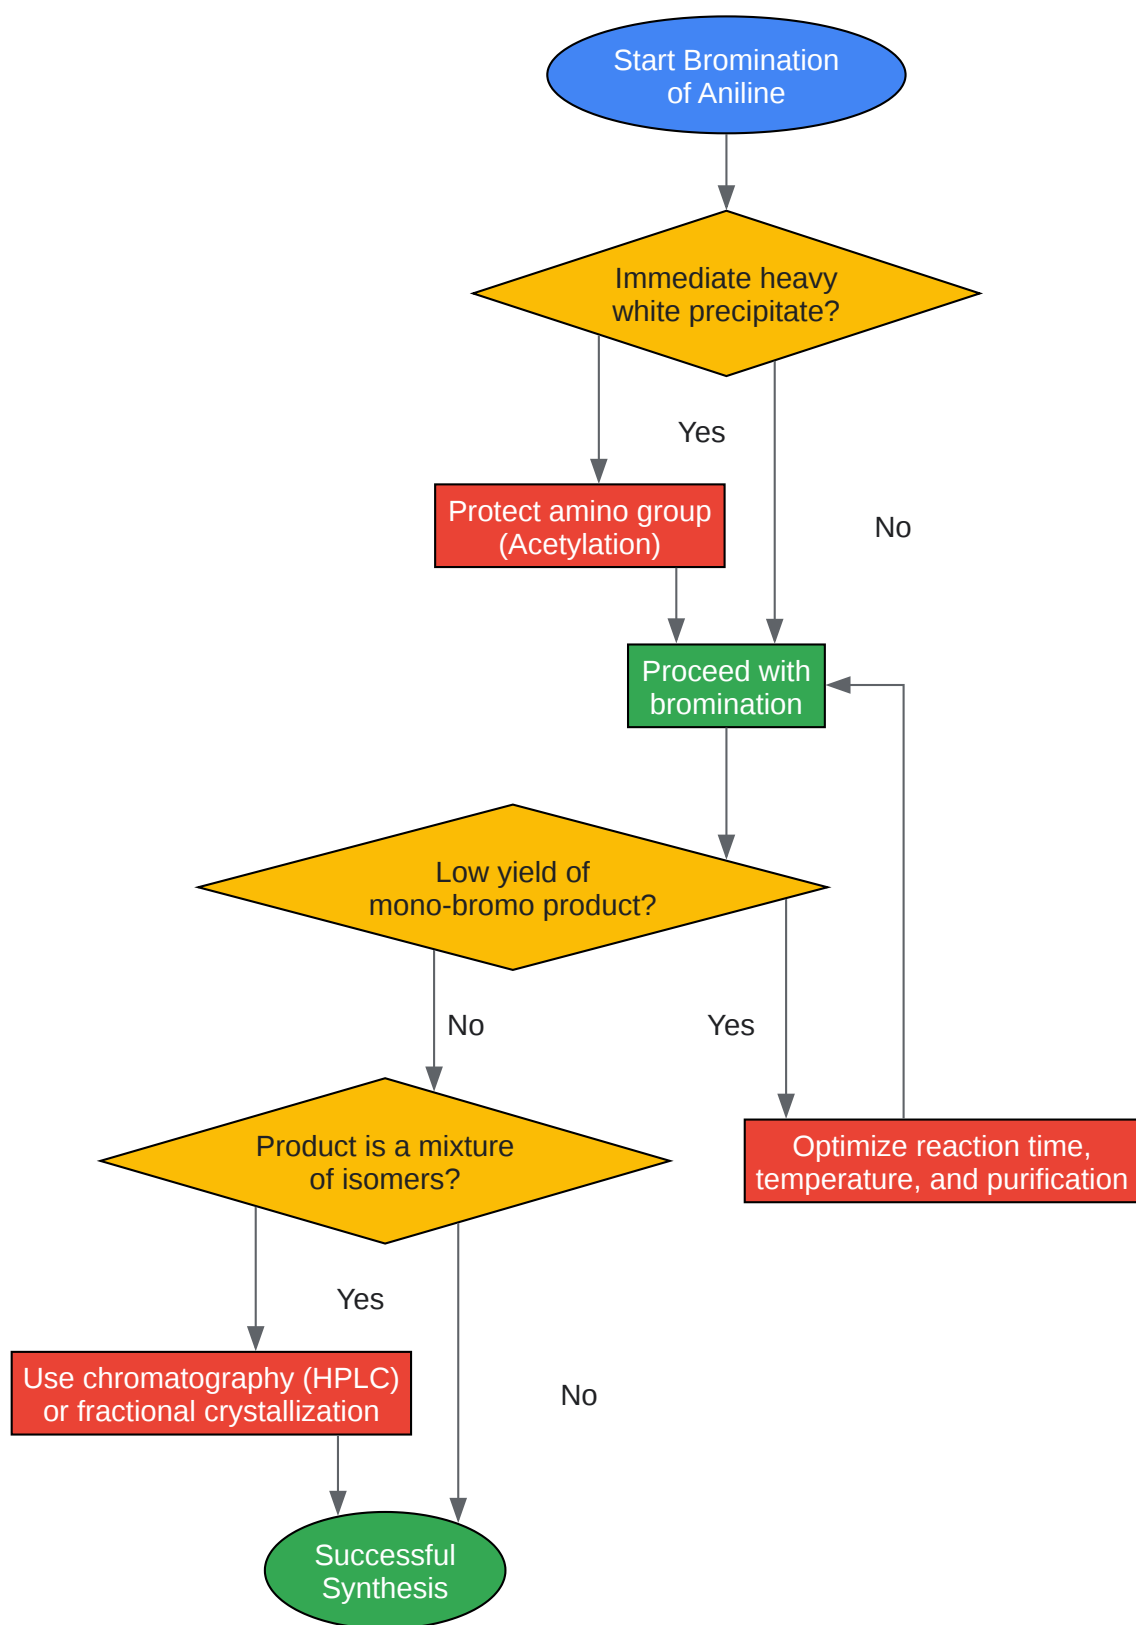 Start Bromination
of Aniline
Immediate heavy
white precipitate?
Yes
Protect amino group
(Acetylation)
No
Proceed with
bromination
Low yield of
mono-bromo product?
No
Yes
Product is a mixture
of isomers?
Optimize reaction time,
temperature, and purification
Yes
Use chromatography (HPLC)
or fractional crystallization
No
Successful
Synthesis